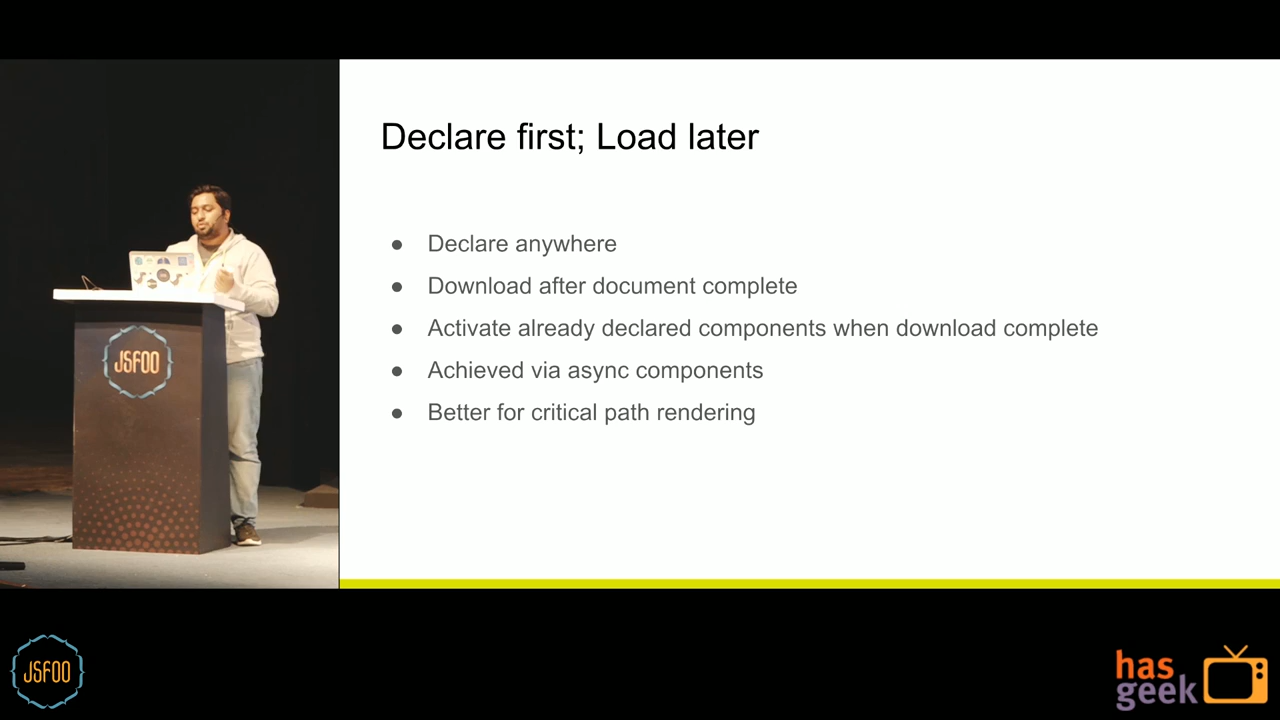 Declare first; Load later
● Declare anywhere
● Download after document complete
● Activate already declared components when download complete
● Achieved via async components
● Better for critical path rendering
JSFOO
JSFOO
has
geek